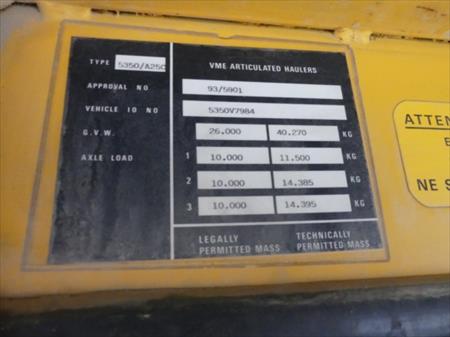 TYPE 5350/A25C VME ARTICULATED HAULERS
APPROVAL NO 93/5801
VEHICLE ID NO 5350V7984
G.V.W. 26.000 40.270 KG
AXLE LOAD 1 10.000 11.500 KG
2 10.000 14.385 KG
3 10.000 14.395 KG
LEGALLY PERMITTED MASS
TECHNICALLY PERMITTED MASS
ATTEN
E
NE S